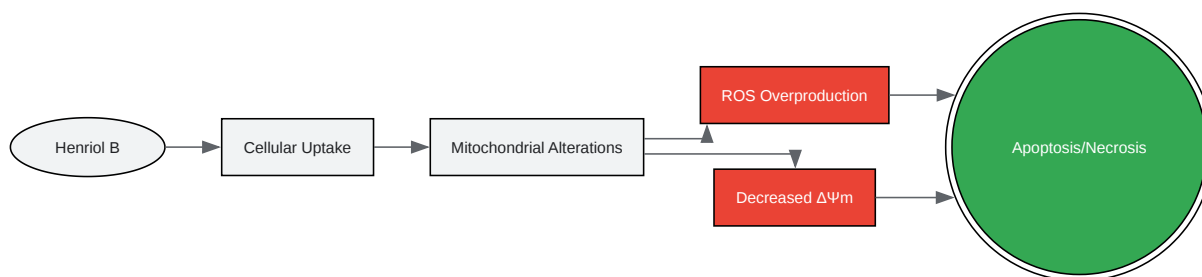 Henriol B
Cellular Uptake
Mitochondrial Alterations
ROS Overproduction
Decreased ΔΨm
Apoptosis/Necrosis